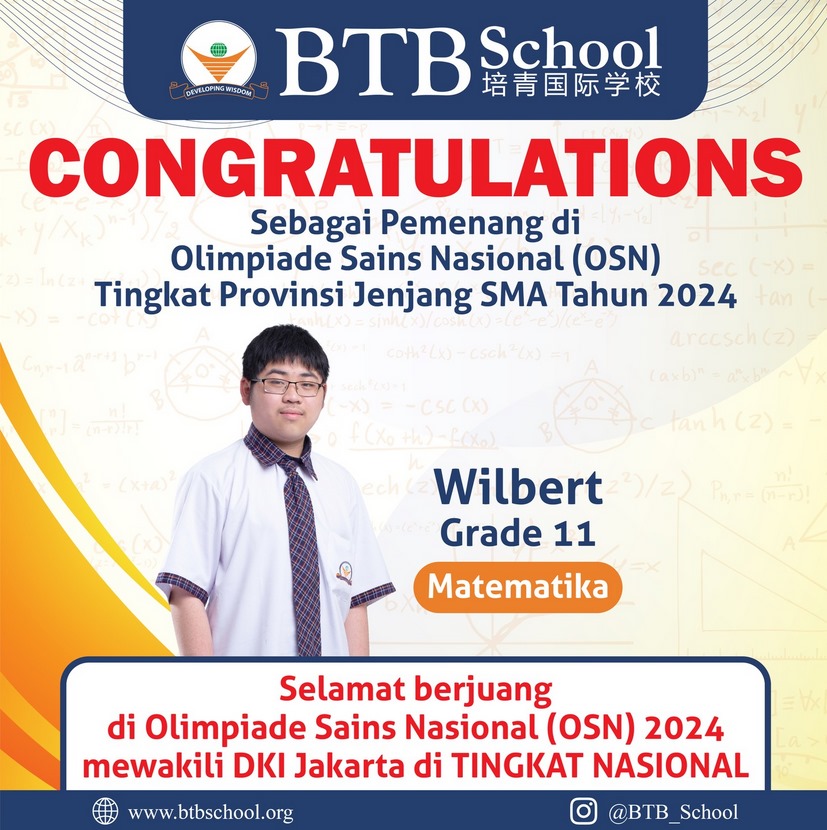 DEVELOPING WISDOM
BTB School
培青国际学校
CONGRATULATIONS
Sebagai Pemenang di
Olimpiade Sains Nasional (OSN)
Tingkat Provinsi Jenjang SMA Tahun 2024
Wilbert
Grade 11
Matematika
Selamat berjuang
di Olimpiade Sains Nasional (OSN) 2024
mewakili DKI Jakarta di TINGKAT NASIONAL
www.btbschool.org
@BTB_School